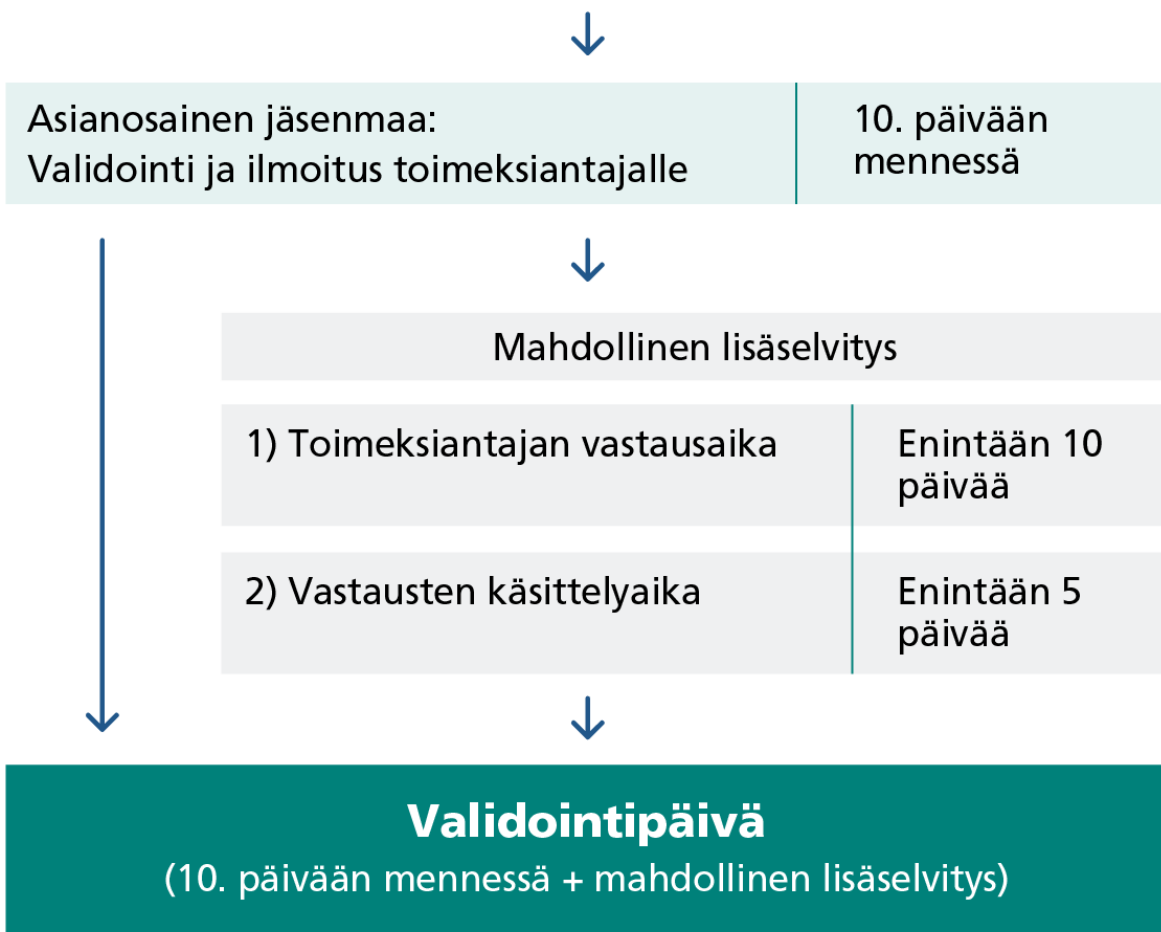 Asianosainen jäsenmaa:
Validointi ja ilmoitus toimeksiantajalle
10. päivään
mennessä
Mahdollinen lisäselvitys
1) Toimeksiantajan vastausaika
Enintään 10
päivää
2) Vastausten käsittelyaika
Enintään 5
päivää
Validointipäivä
(10. päivään mennessä + mahdollinen lisäselvitys)